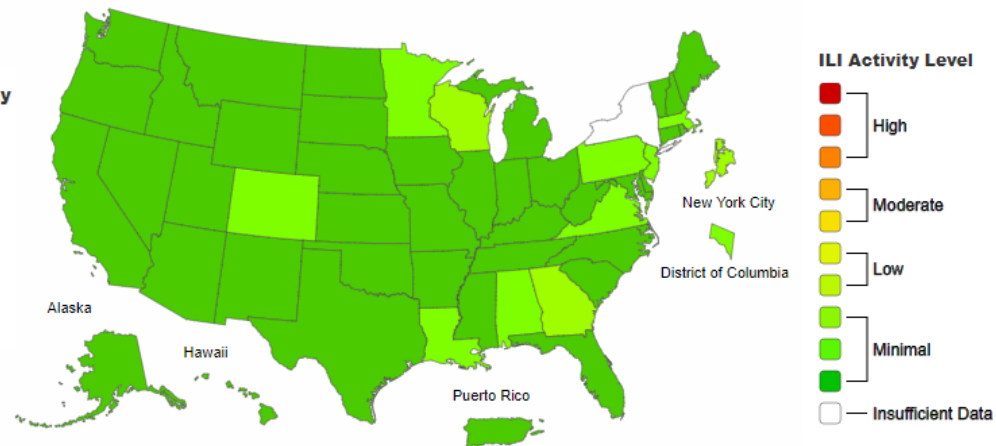 ILI Activity Level
y
High
Moderate
New York City
Low
District of Columbia
Alaska
Hawaii
Minimal
Puerto Rico
Insufficient Data